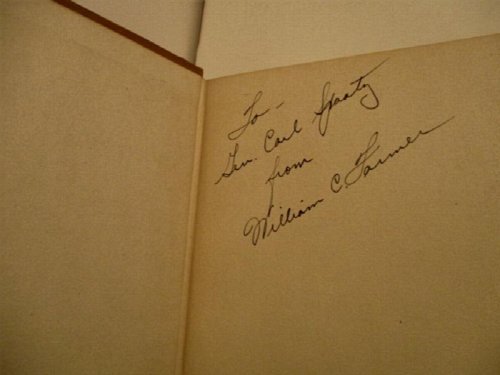 To -
Gen. Carl Spaatz
from
William C. Farmer